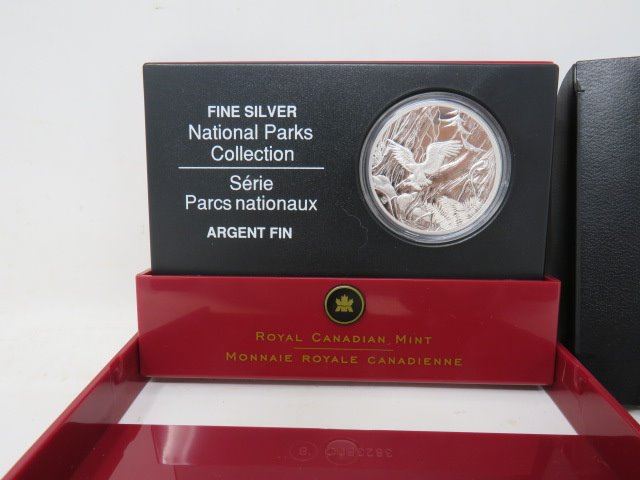 FINE SILVER
National Parks
Collection
Série
Parcs nationaux
ARGENT FIN
ROYAL CANADIAN MINT
MONNAIE ROYALE CANADIENNE